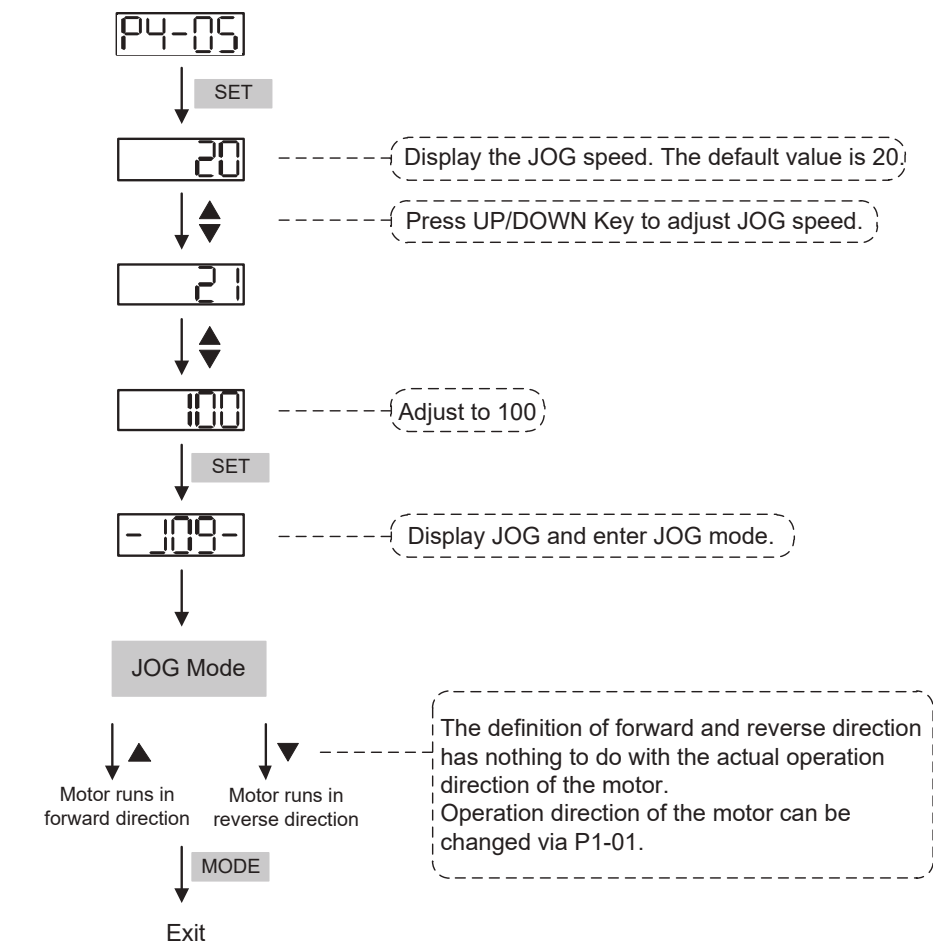 P4-05
SET
20
Display the JOG speed. The default value is 20.
Press UP/DOWN Key to adjust JOG speed.
21
100
Adjust to 100
SET
-J09-
Display JOG and enter JOG mode.
JOG Mode
The definition of forward and reverse direction
has nothing to do with the actual operation
direction of the motor.
Operation direction of the motor can be
changed via P1-01.
Motor runs in
forward direction
Motor runs in
reverse direction
MODE
Exit